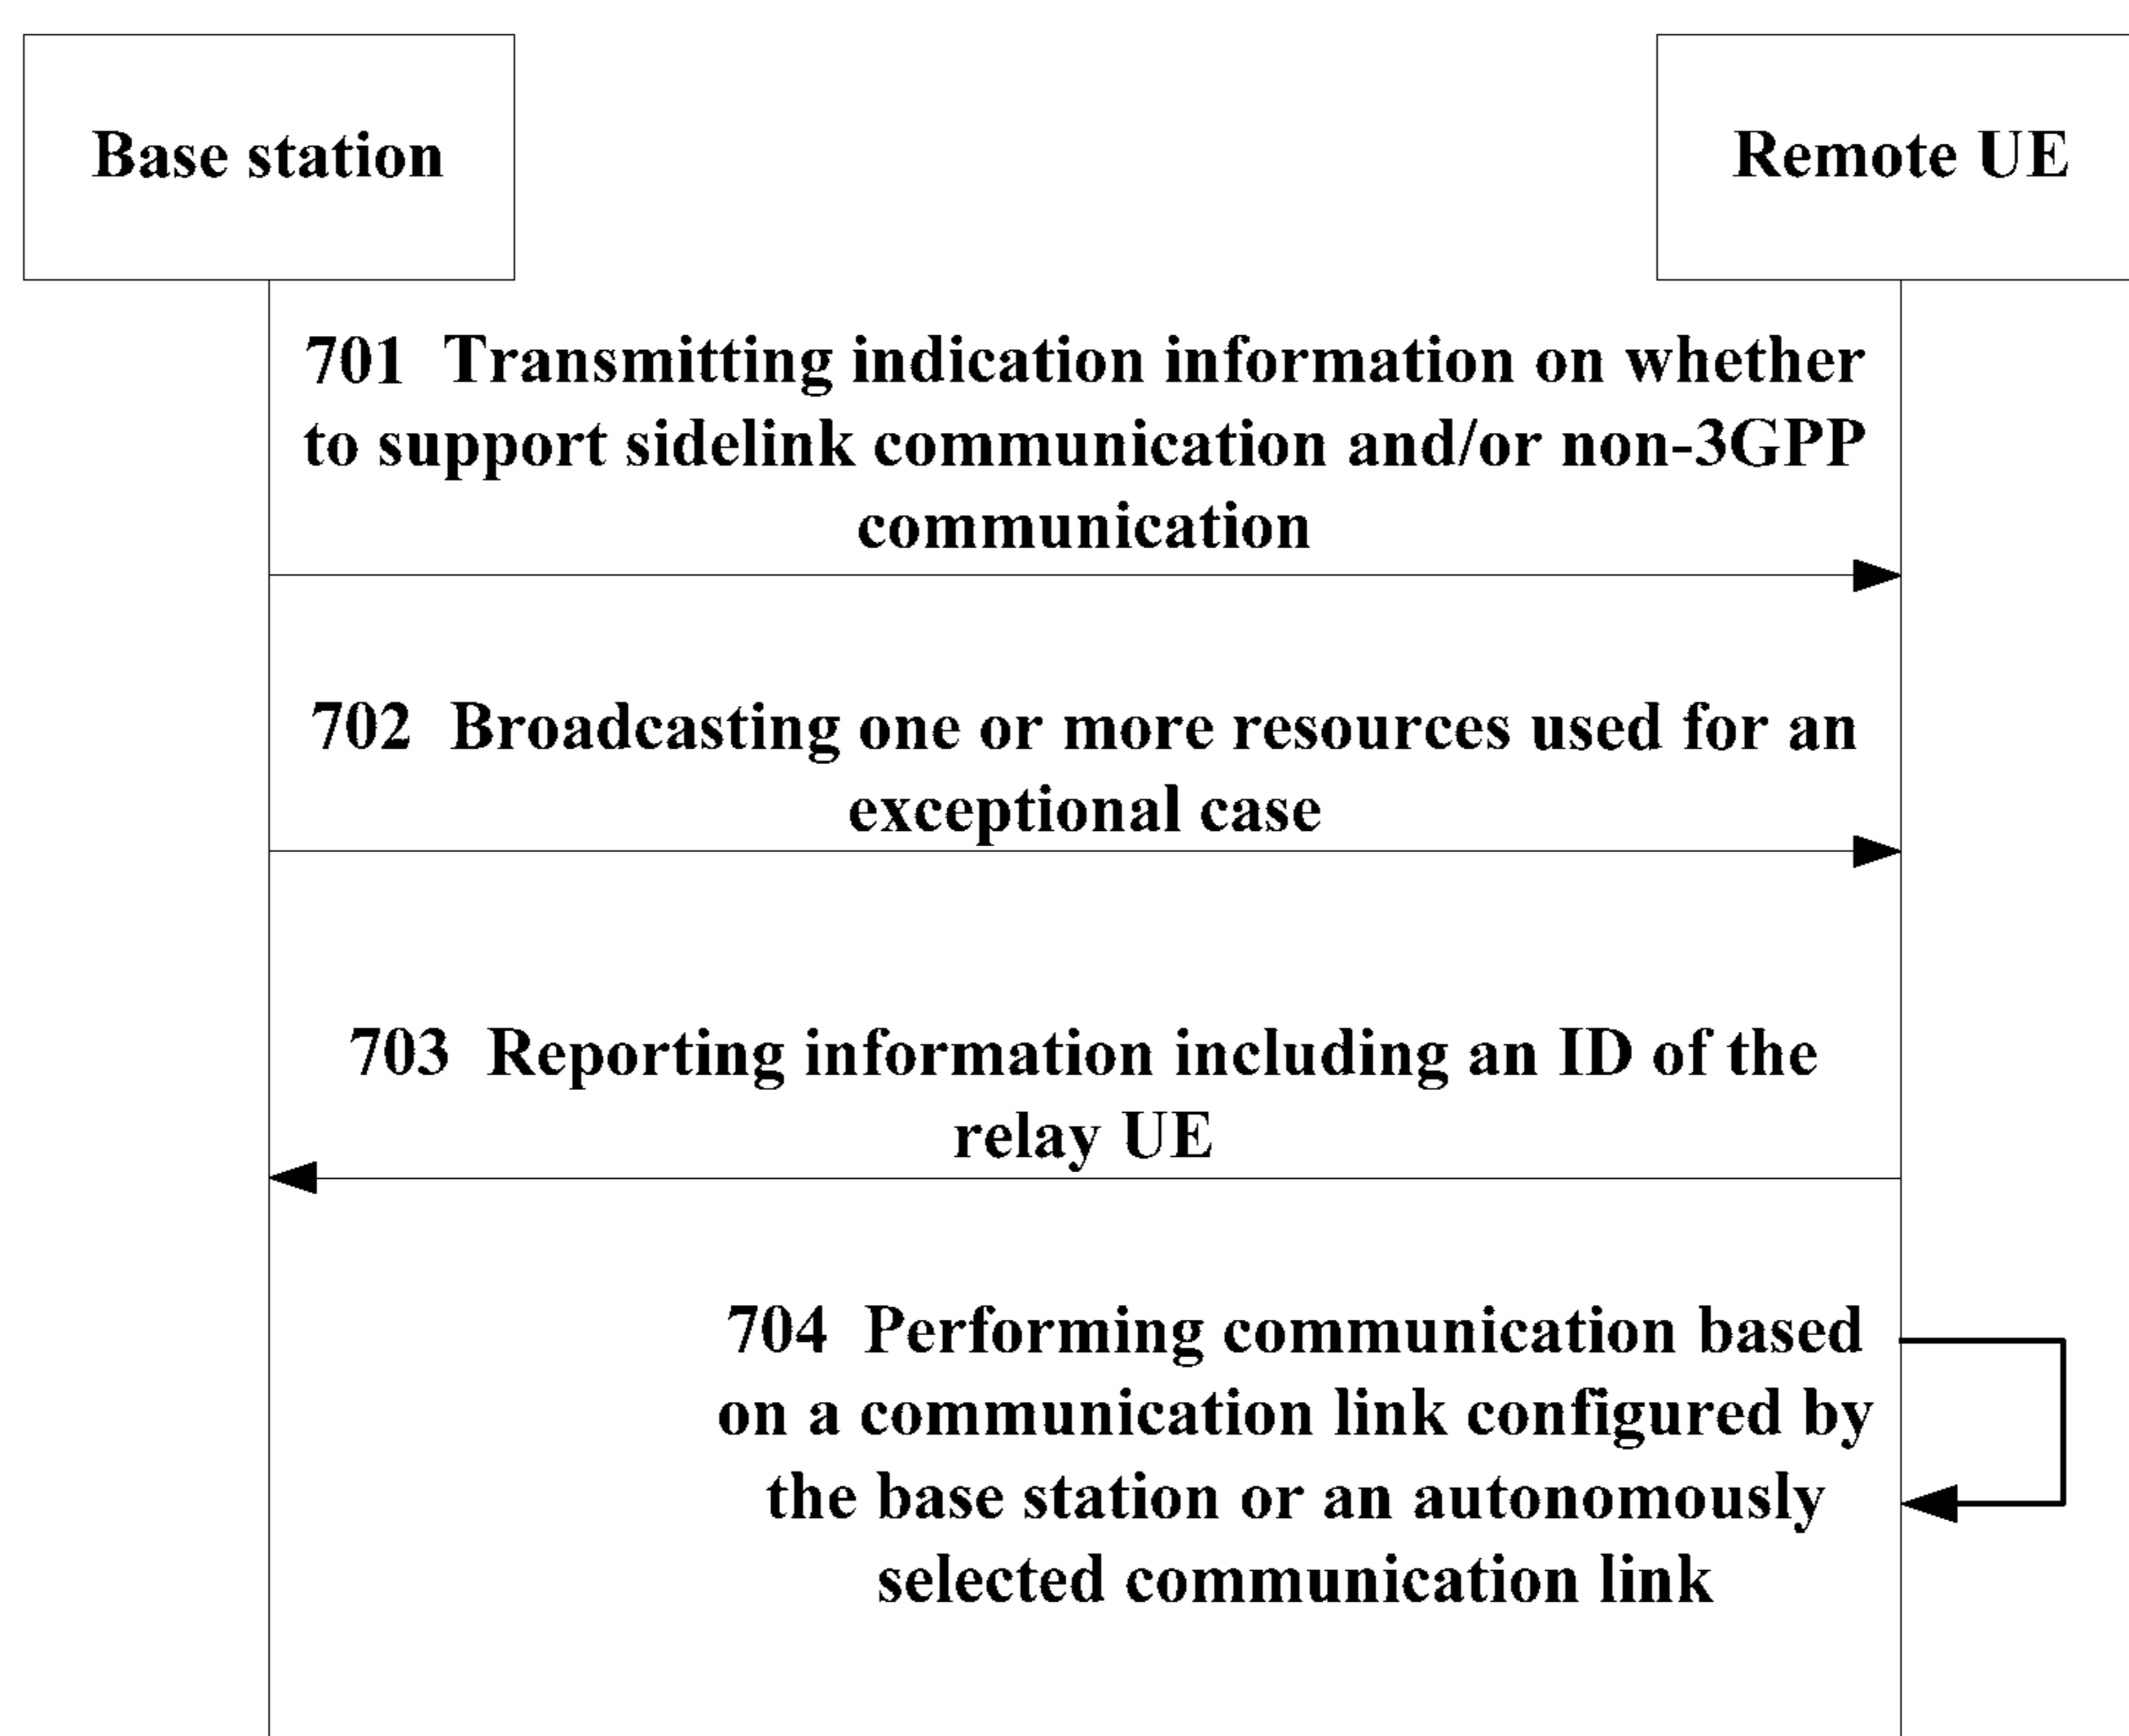 Base station
Remote UE
701 Transmitting indication information on whether
to support sidelink communication and/or non-3GPP
communication
702 Broadcasting one or more resources used for an
exceptional case
703 Reporting information including an ID of the
relay UE
704 Performing communication based
on a communication link configured by
the base station or an autonomously
selected communication link